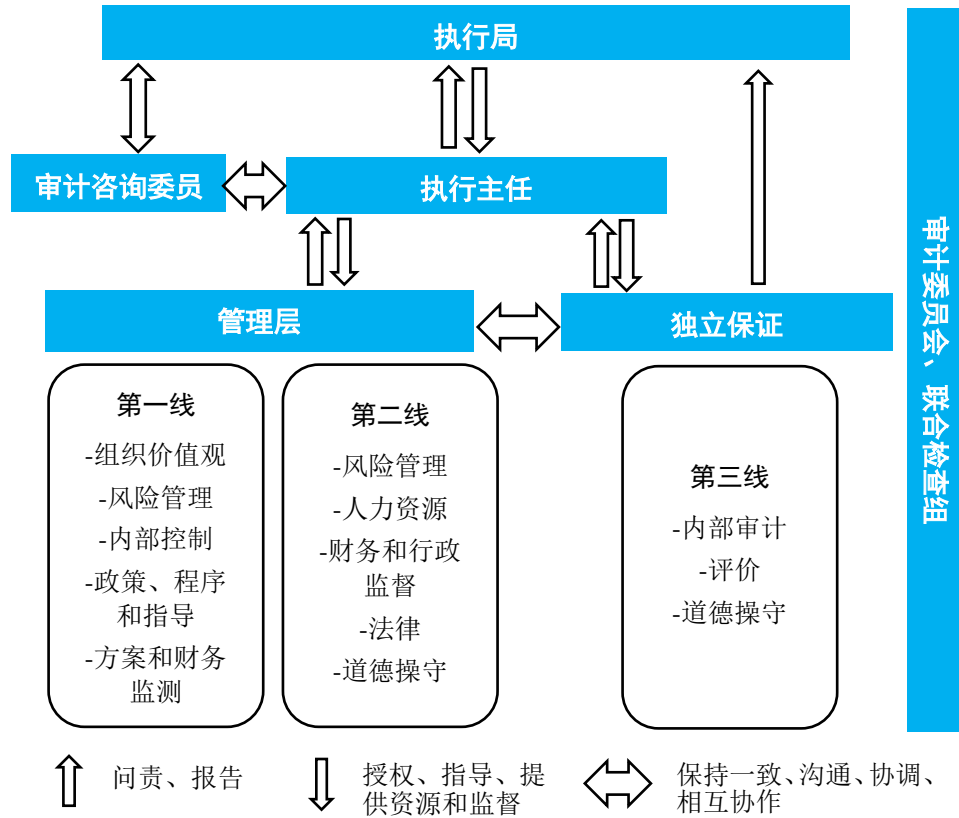 执行局
审计咨询委员
执行主任
管理层
独立保证
审计委员会、联合检查组
第一线
-组织价值观
-风险管理
-内部控制
-政策、程序
和指导
-方案和财务
监测
第二线
-风险管理
-人力资源
-财务和行政
监督
-法律
-道德操守
第三线
-内部审计
-评价
-道德操守
问责、报告
授权、指导、提
供资源和监督
保持一致、沟通、协调、
相互协作